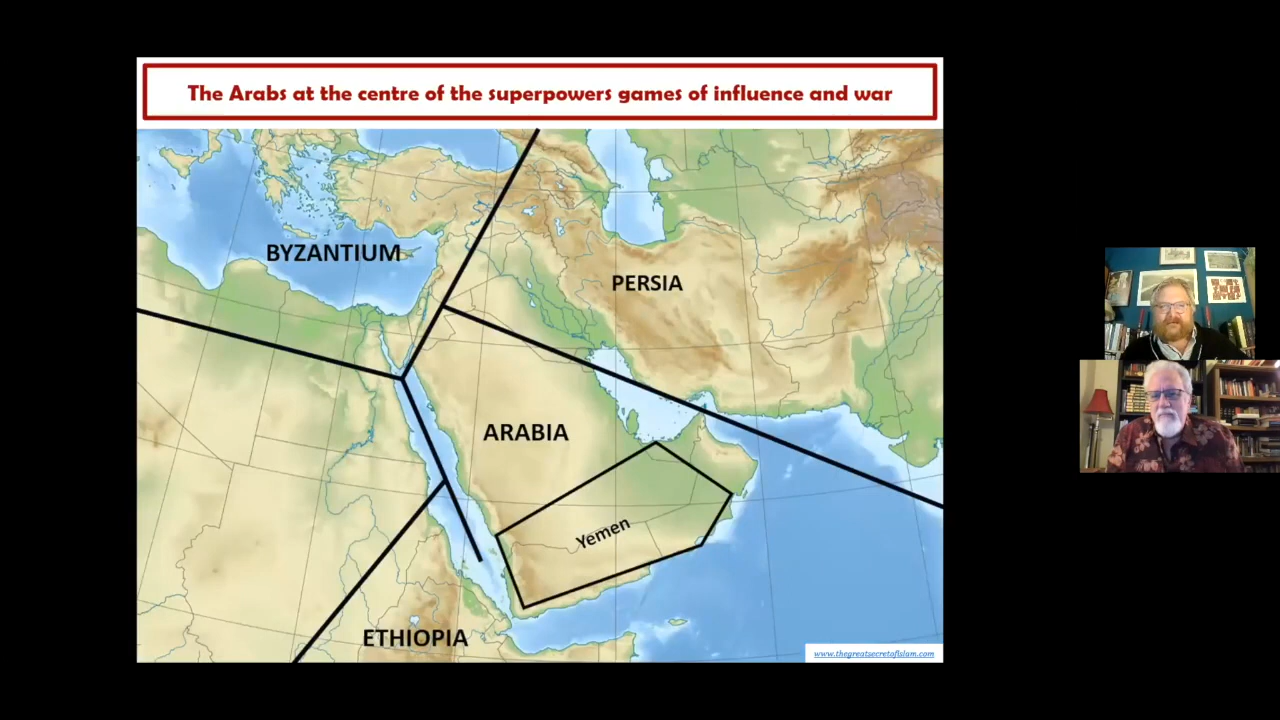 The Arabs at the centre of the superpowers games of influence and war
BYZANTIUM
PERSIA
ARABIA
Yemen
ETHIOPIA
www.thegreatsecretofislam.com